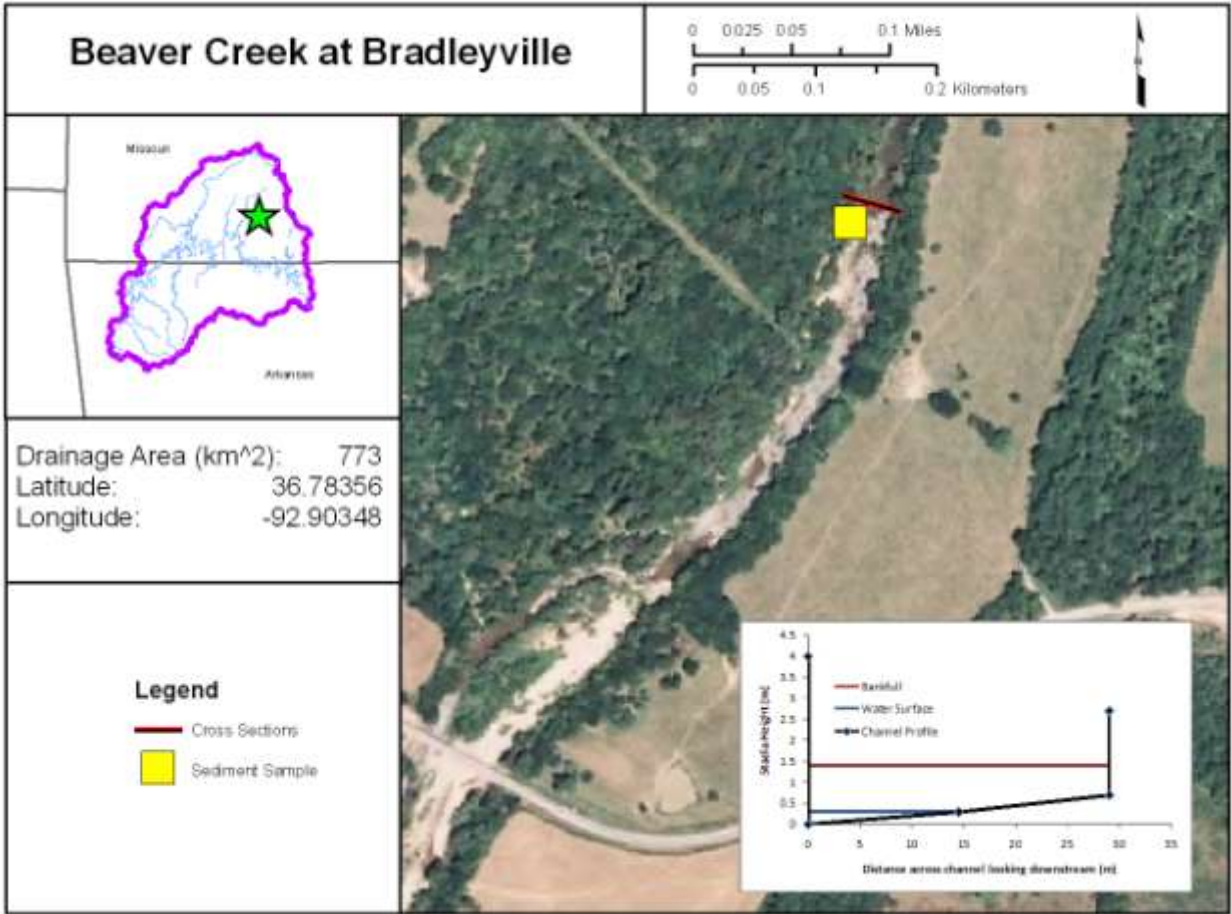 Beaver Creek at Bradleyville
0 0.025 0.05 0.1 Miles
0 0.05 0.1 0.2 Kilometers
N
Missouri
Arkansas
Drainage Area (km^2): 773
Latitude: 36.78356
Longitude: -92.90348
Legend
Cross Sections
Sediment Sample
Stadia Height (m)
4.5
4
3.5
3
2.5
2
1.5
1
0.5
0
Bankfull
Water Surface
Channel Profile
0 5 10 15 20 25 30 35
Distance across channel looking downstream (m)